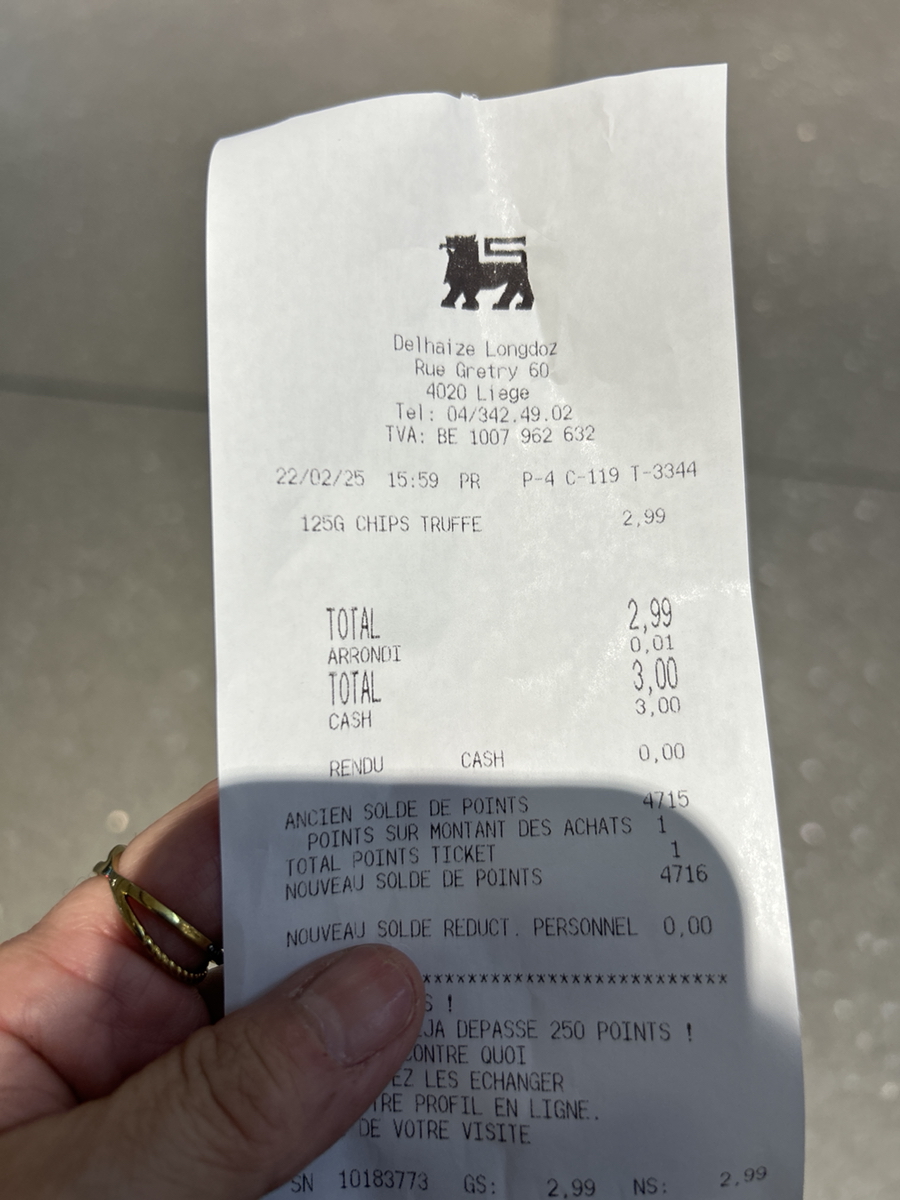 Delhaize Longdoz
Rue Gretry 60
4020 Liege
Tel: 04/342.49.02
TVA: BE 1007 962 632
22/02/25 15:59 PR P-4 C-119 T-3344
125G CHIPS TRUFFE 2,99
TOTAL 2,99
ARRONDI 0,01
TOTAL 3,00
CASH 3,00
RENDU CASH 0,00
ANCIEN SOLDE DE POINTS 4715
POINTS SUR MONTANT DES ACHATS 1
TOTAL POINTS TICKET 1
NOUVEAU SOLDE DE POINTS 4716
NOUVEAU SOLDE REDUCT. PERSONNEL 0,00
**************************
S !
JA DEPASSE 250 POINTS !
CONTRE QUOI
EZ LES ECHANGER
TRE PROFIL EN LIGNE.
DE VOTRE VISITE
SN 10183773 GS: 2,99 NS: 2,99